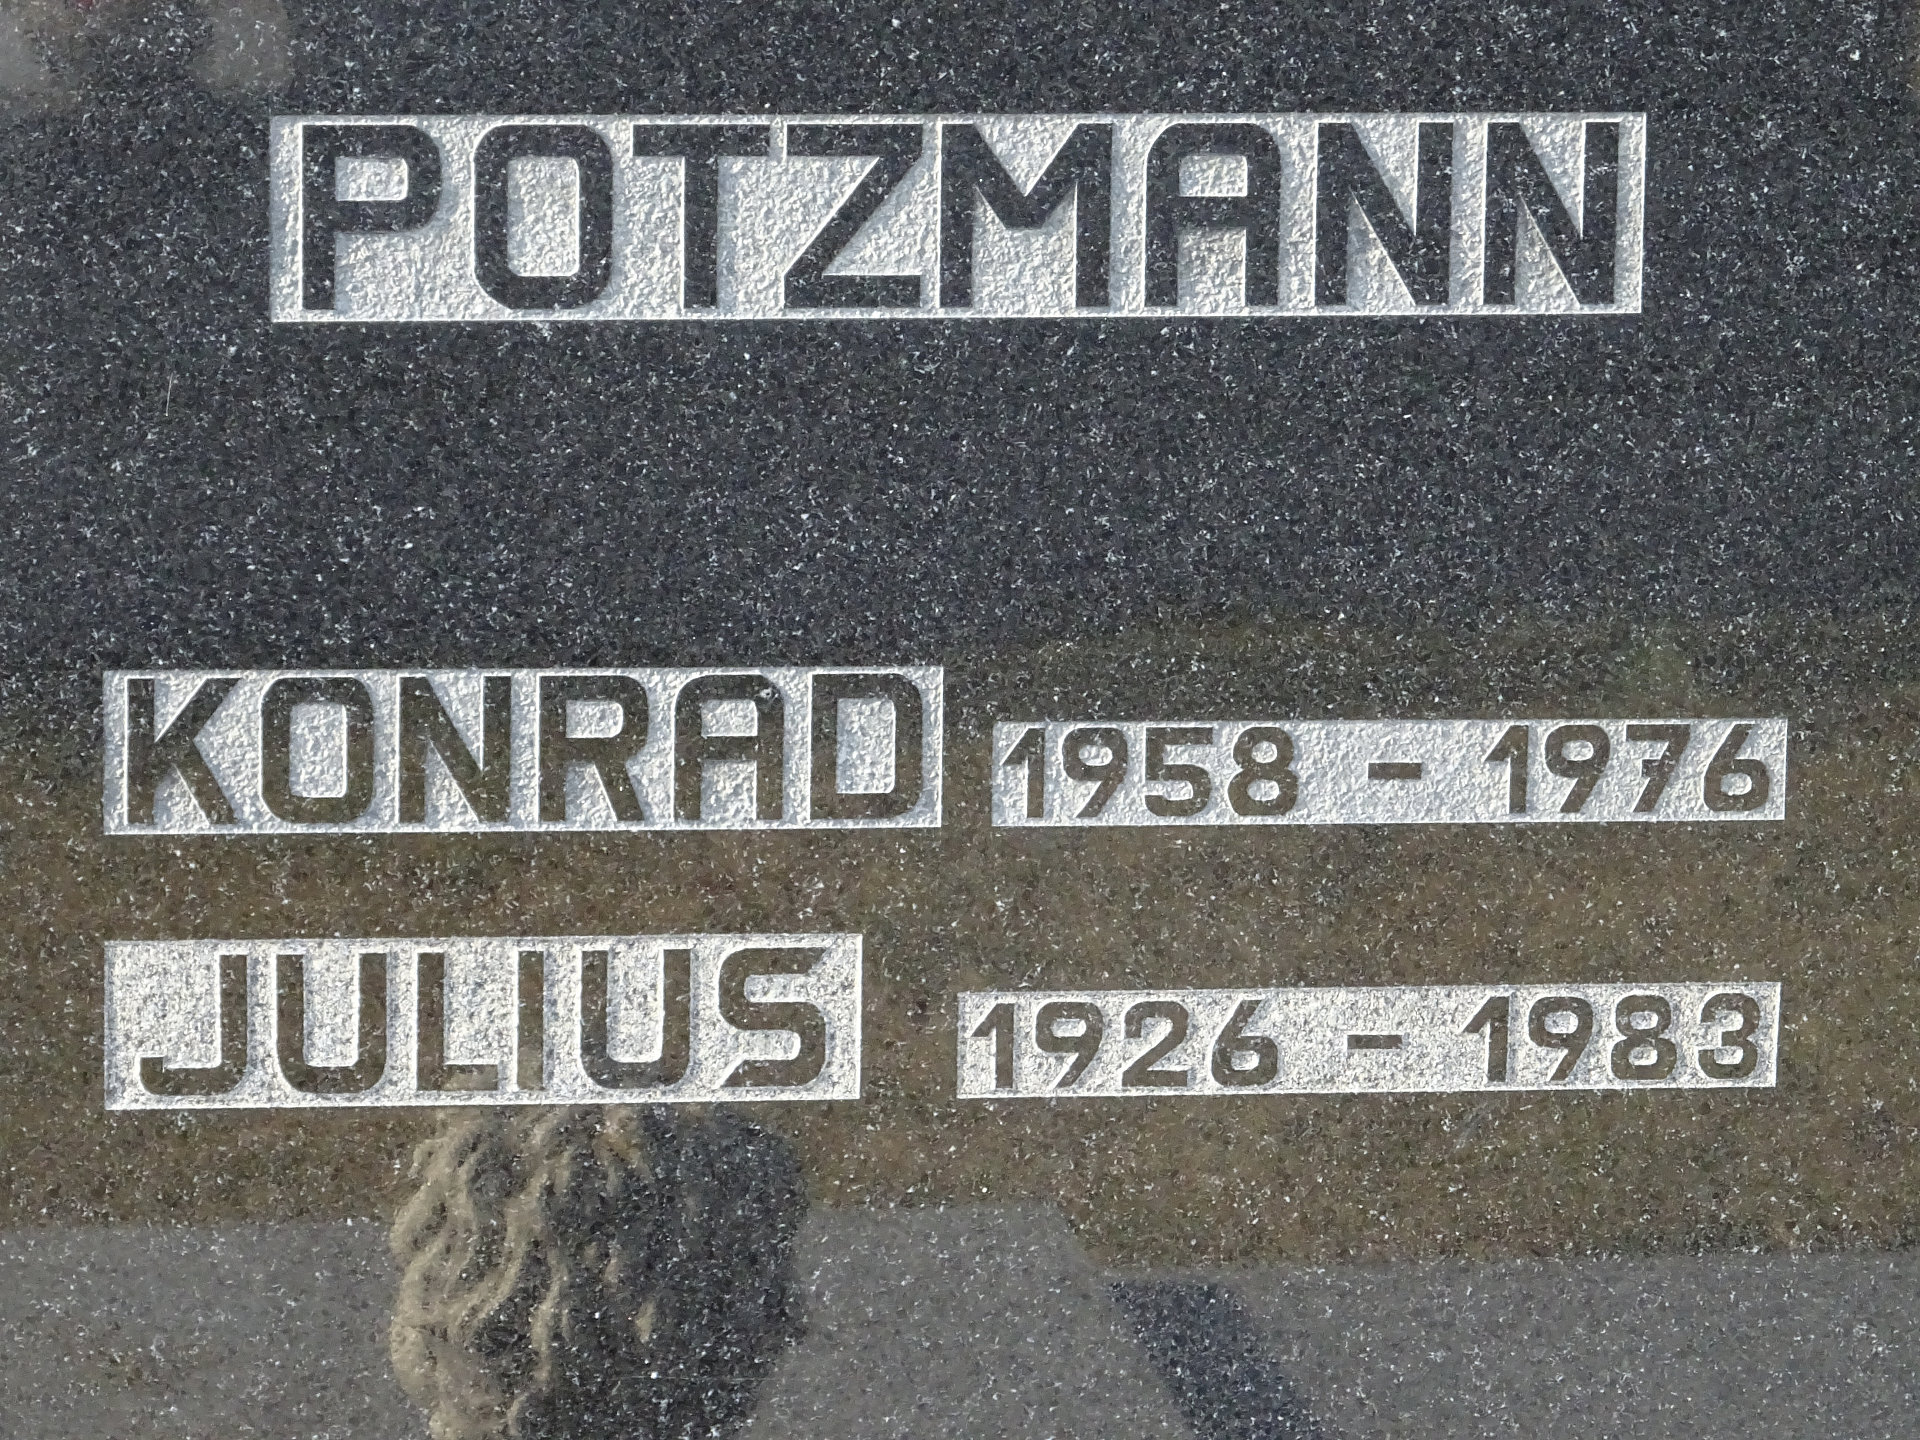 POTZMANN
KONRAD 1958 - 1976
JULIUS 1926 - 1983